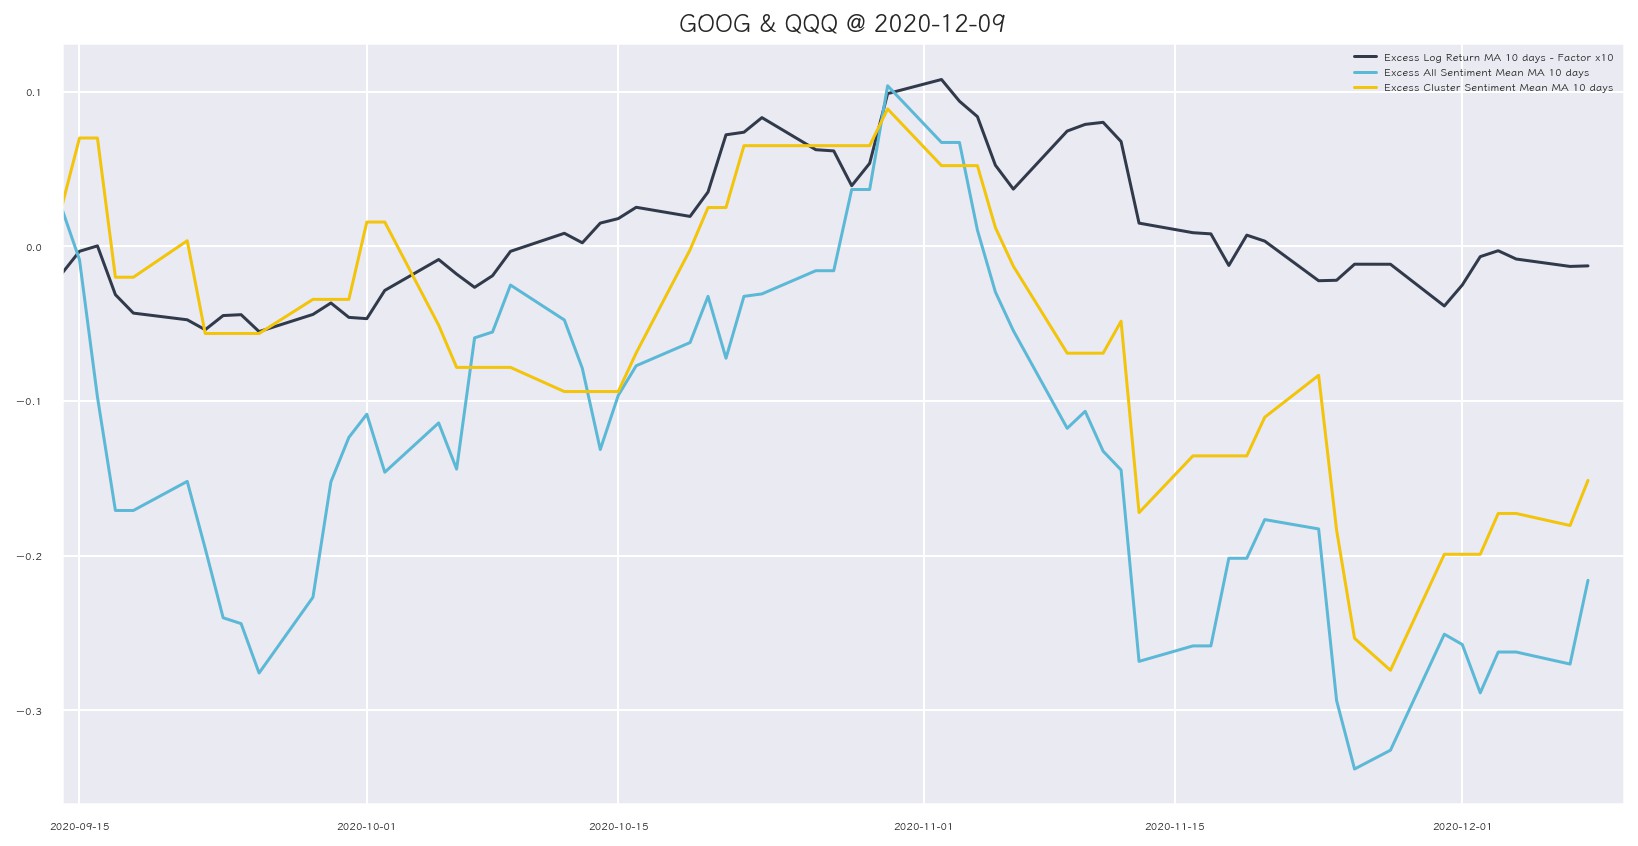 GOOG & QQQ @ 2020-12-09
Excess Log Return MA 10 days - Factor x10
Excess All Sentiment Mean MA 10 days
Excess Cluster Sentiment Mean MA 10 days
0.1
0.0
−0.1
−0.2
−0.3
2020-09-15 2020-10-01 2020-10-15 2020-11-01 2020-11-15 2020-12-01